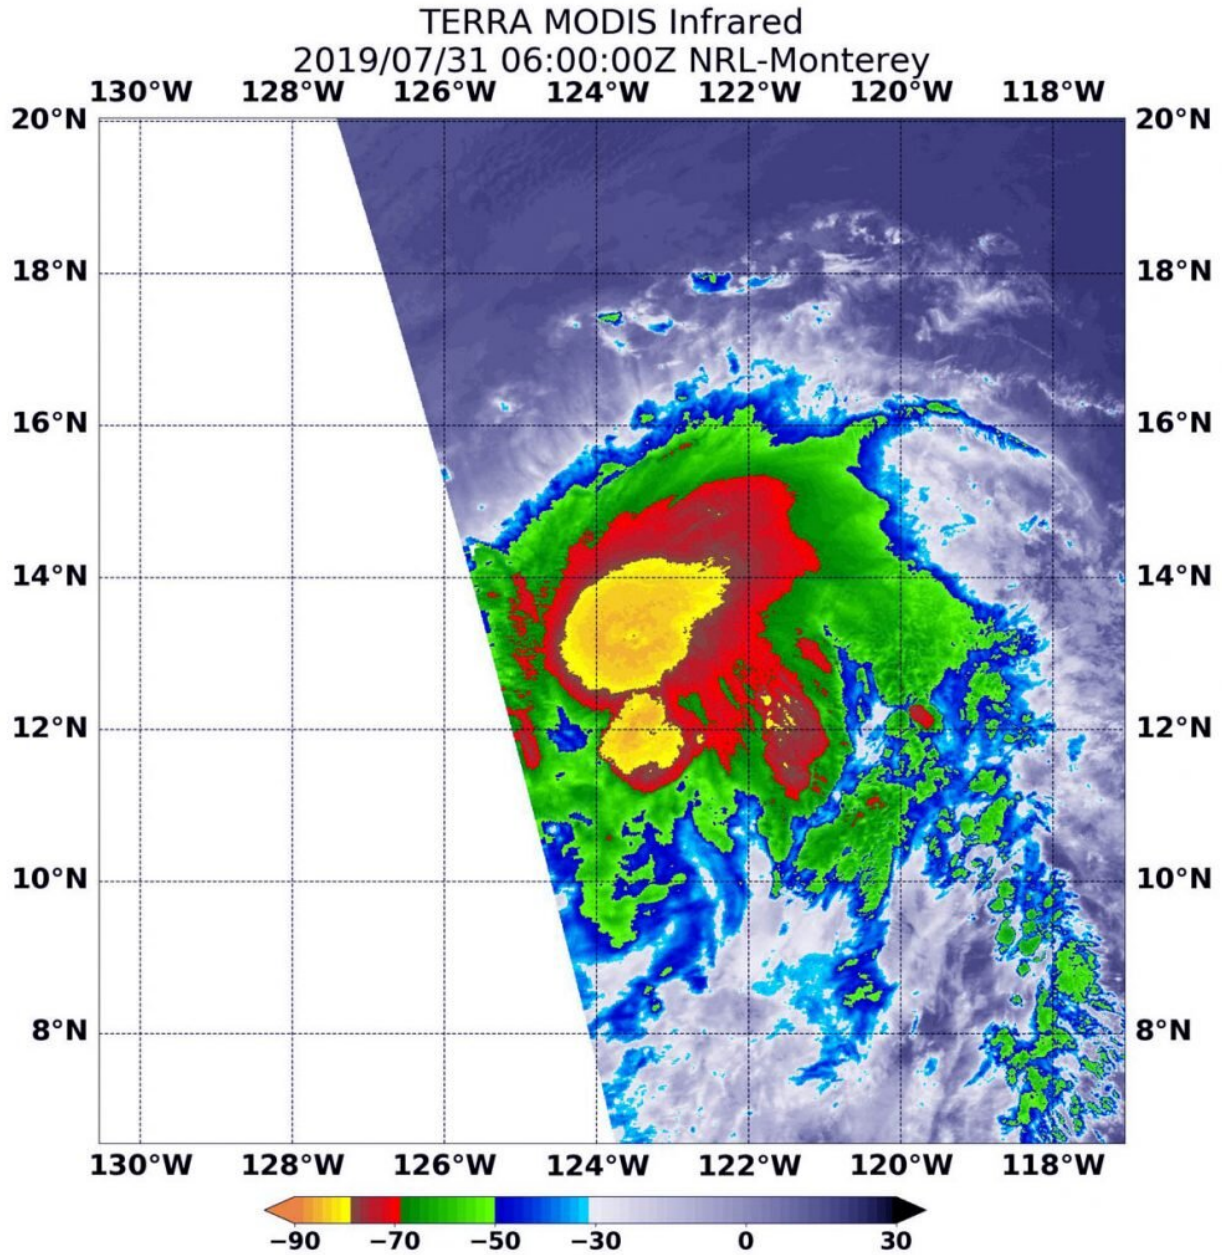 TERRA MODIS Infrared
2019/07/31 06:00:00Z NRL-Monterey
130°W 128°W 126°W 124°W 122°W 120°W 118°W
20°N 20°N
18°N 18°N
16°N 16°N
14°N 14°N
12°N 12°N
10°N 10°N
8°N 8°N
130°W 128°W 126°W 124°W 122°W 120°W 118°W
−90 −70 −50 −30 0 30